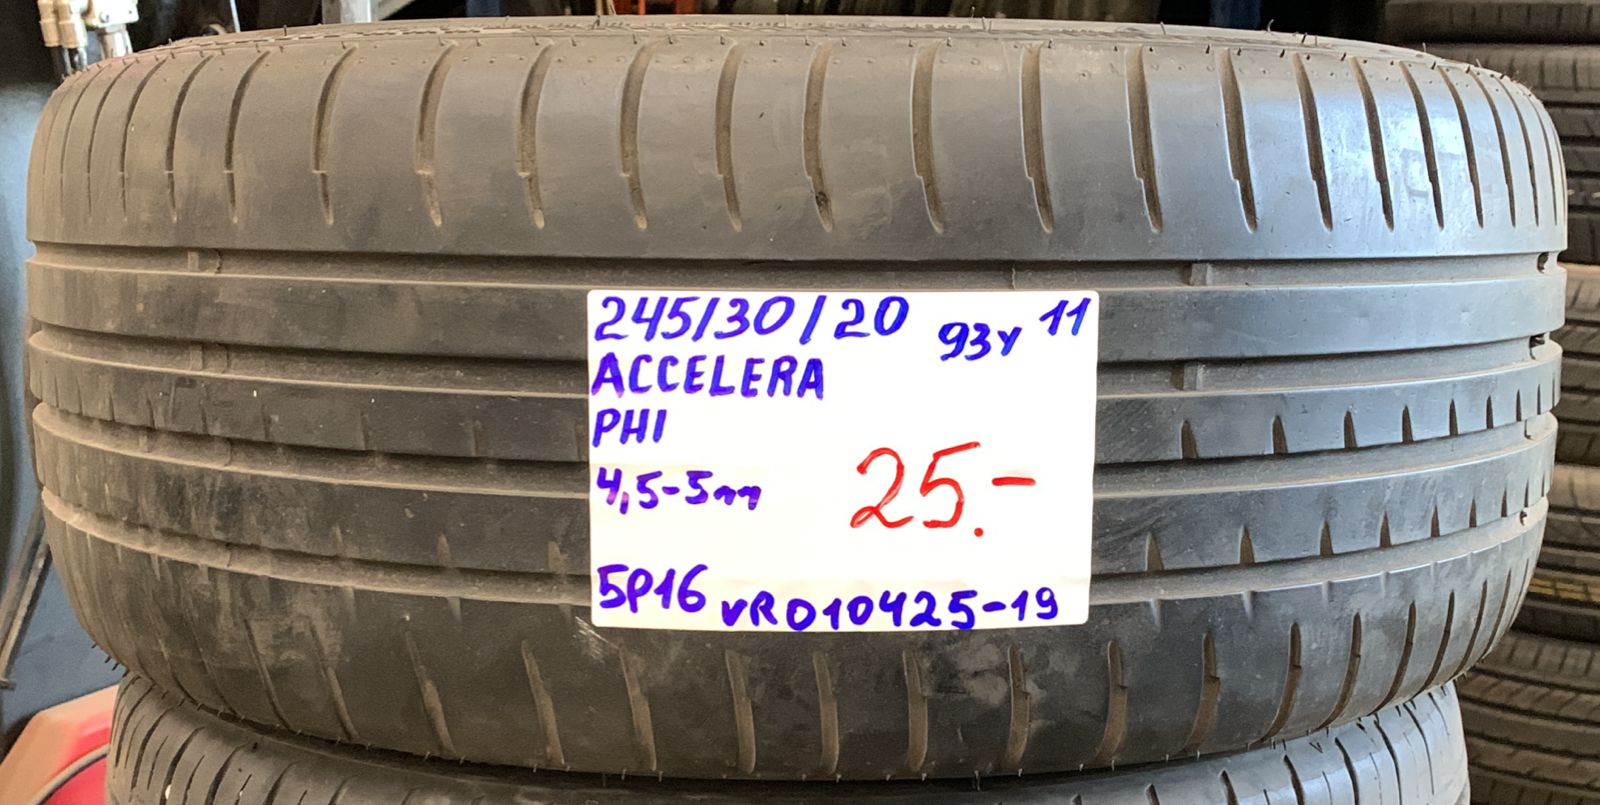 245/30/20 93Y 11
ACCELERA
PHI
4,5-5mm
25.-
5P16 VR010425-19